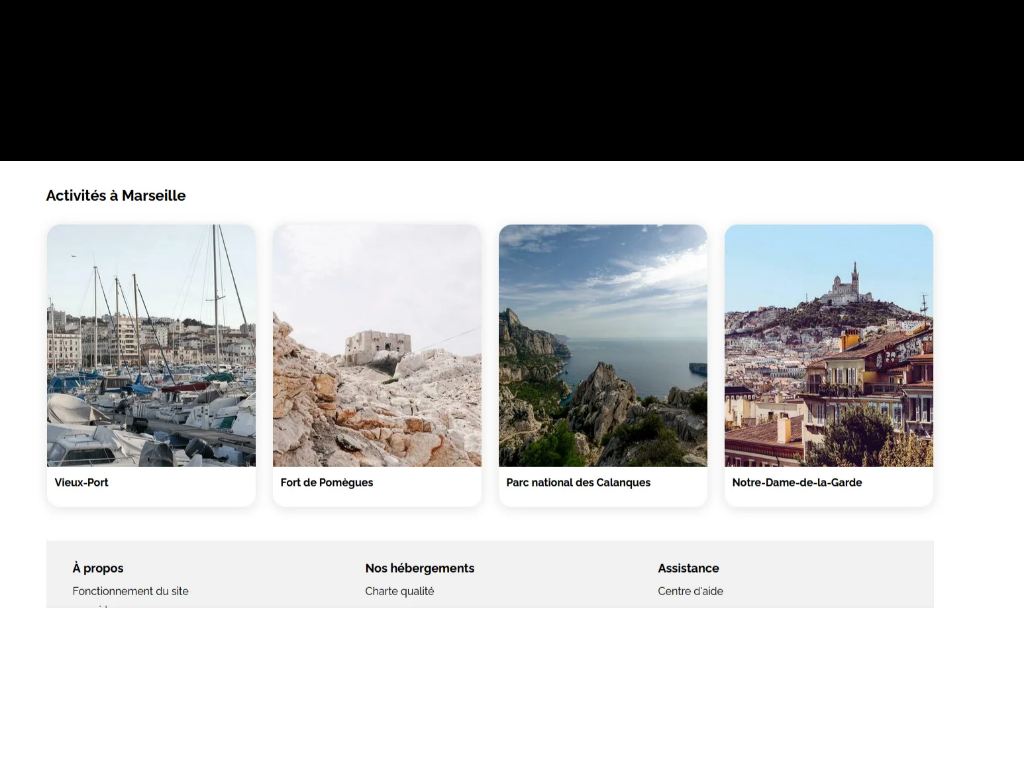 Activités à Marseille
Vieux-Port
Fort de Pomègues
Parc national des Calanques
Notre-Dame-de-la-Garde
À propos
Nos hébergements
Assistance
Fonctionnement du site
Charte qualité
Centre d'aide